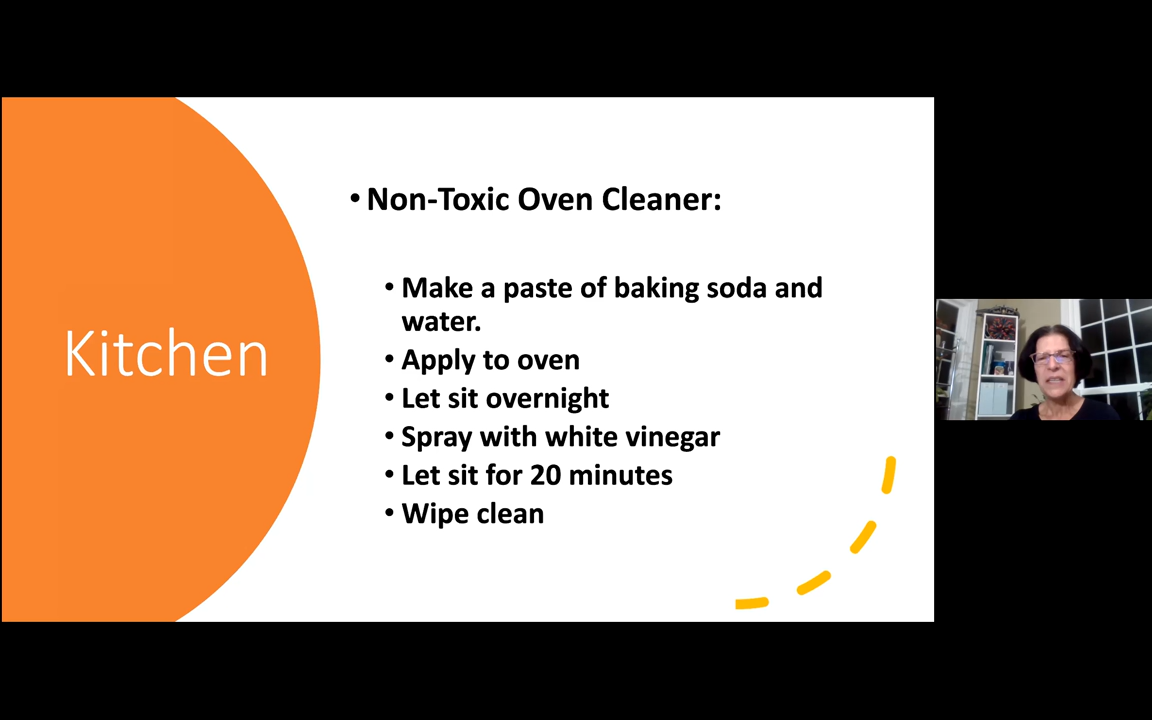 Kitchen
• Non-Toxic Oven Cleaner:
• Make a paste of baking soda and
water.
• Apply to oven
• Let sit overnight
• Spray with white vinegar
• Let sit for 20 minutes
• Wipe clean